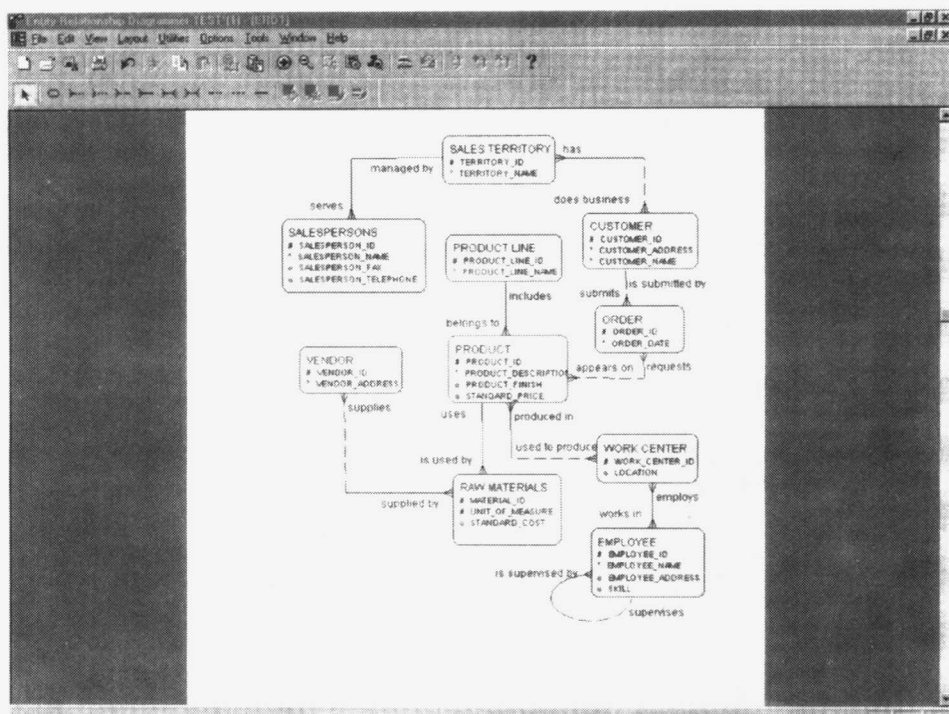 Entity Relationship Diagrammer TEST (1) - [ERD1]
File Edit View Layout Utilities Options Tools Window Help
SALES TERRITORY
# TERRITORY_ID
* TERRITORY_NAME
has
managed by
does business
serves
SALESPERSONS
# SALESPERSON_ID
* SALESPERSON_NAME
o SALESPERSON_FAX
o SALESPERSON_TELEPHONE
PRODUCT LINE
# PRODUCT_LINE_ID
* PRODUCT_LINE_NAME
CUSTOMER
# CUSTOMER_ID
* CUSTOMER_ADDRESS
* CUSTOMER_NAME
includes
is submitted by
submits
belongs to
ORDER
# ORDER_ID
* ORDER_DATE
VENDOR
# VENDOR_ID
* VENDOR_ADDRESS
PRODUCT
# PRODUCT_ID
* PRODUCT_DESCRIPTION
o PRODUCT_FINISH
o STANDARD_PRICE
appears on
requests
supplies
uses
produced in
used to produce
WORK CENTER
# WORK_CENTER_ID
o LOCATION
is used by
supplied by
RAW MATERIALS
# MATERIAL_ID
# UNIT_OF_MEASURE
o STANDARD_COST
employs
works in
EMPLOYEE
# EMPLOYEE_ID
* EMPLOYEE_NAME
o EMPLOYEE_ADDRESS
o SKILL
is supervised by
supervises